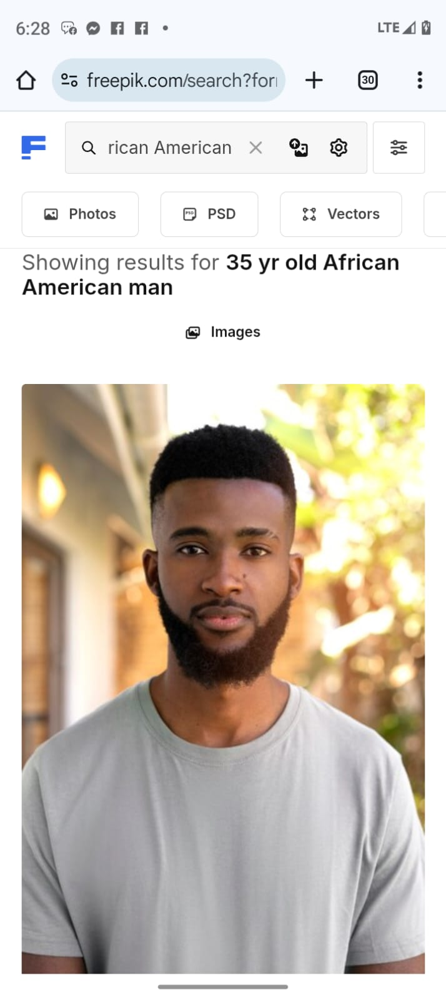 6:28 LTE
freepik.com/search?for
30
rican American
Photos PSD Vectors
Showing results for 35 yr old African
American man
Images